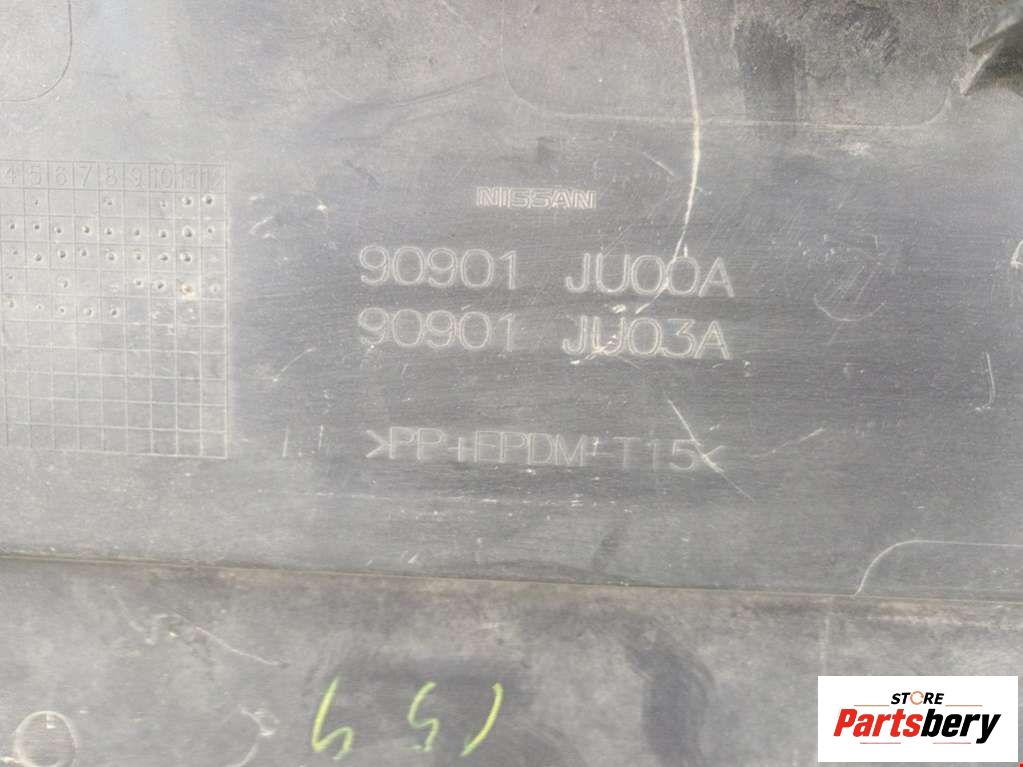 4 5 6 7 8 9 10 11 12
NISSAN
90901 JU00A
90901 JU03A
>PP+EPDM-T15<
STORE
Partsbery